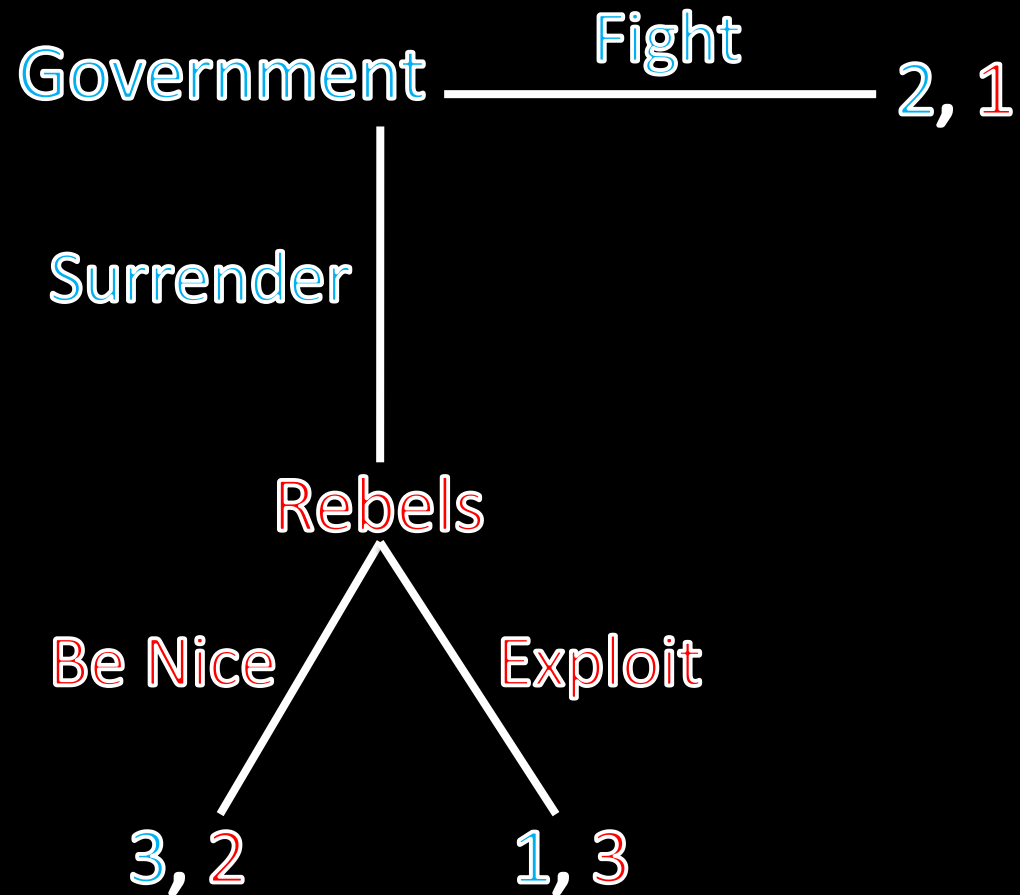 Fight
Government
2, 1
Surrender
Rebels
Be Nice
Exploit
3, 2
1, 3